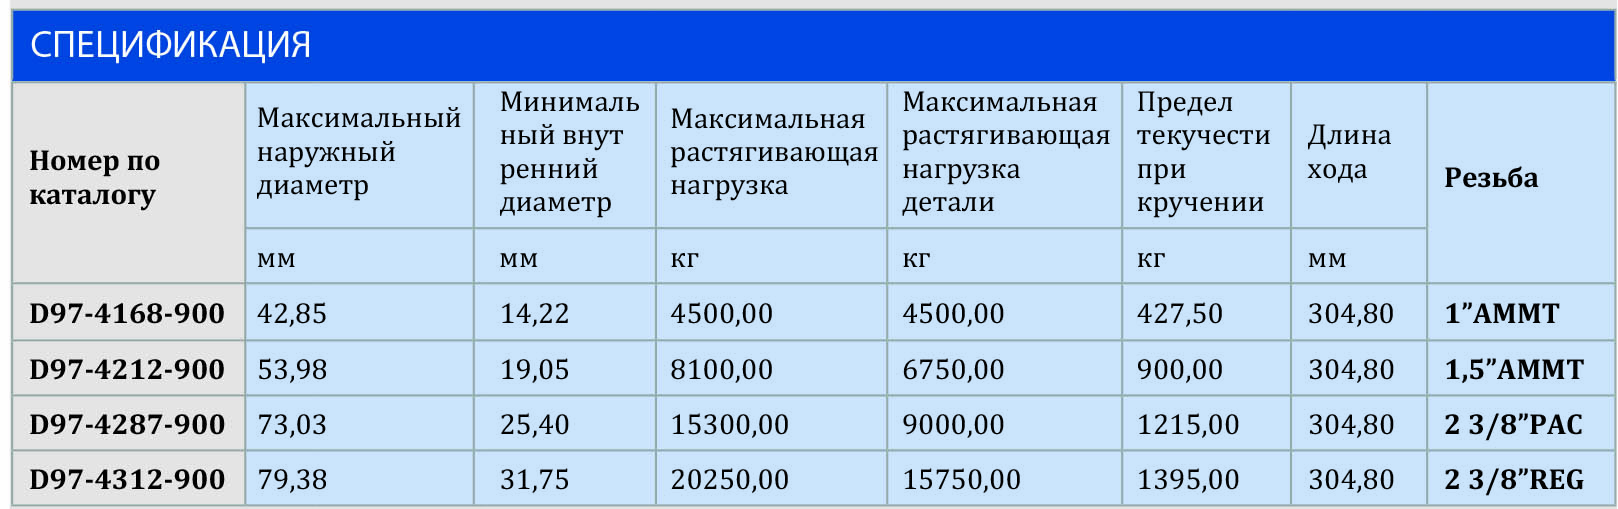 СПЕЦИФИКАЦИЯ
Номер по
каталогу
Максимальный
наружный
диаметр
Минималь
ный внут
ренний
диаметр
Максимальная
растягивающая
нагрузка
Максимальная
растягивающая
нагрузка
детали
Предел
текучести
при
кручении
Длина
хода
Резьба
мм мм кг кг кг мм
D97-4168-900 42,85 14,22 4500,00 4500,00 427,50 304,80 1”AMMT
D97-4212-900 53,98 19,05 8100,00 6750,00 900,00 304,80 1,5”AMMT
D97-4287-900 73,03 25,40 15300,00 9000,00 1215,00 304,80 2 3/8”PAC
D97-4312-900 79,38 31,75 20250,00 15750,00 1395,00 304,80 2 3/8”REG